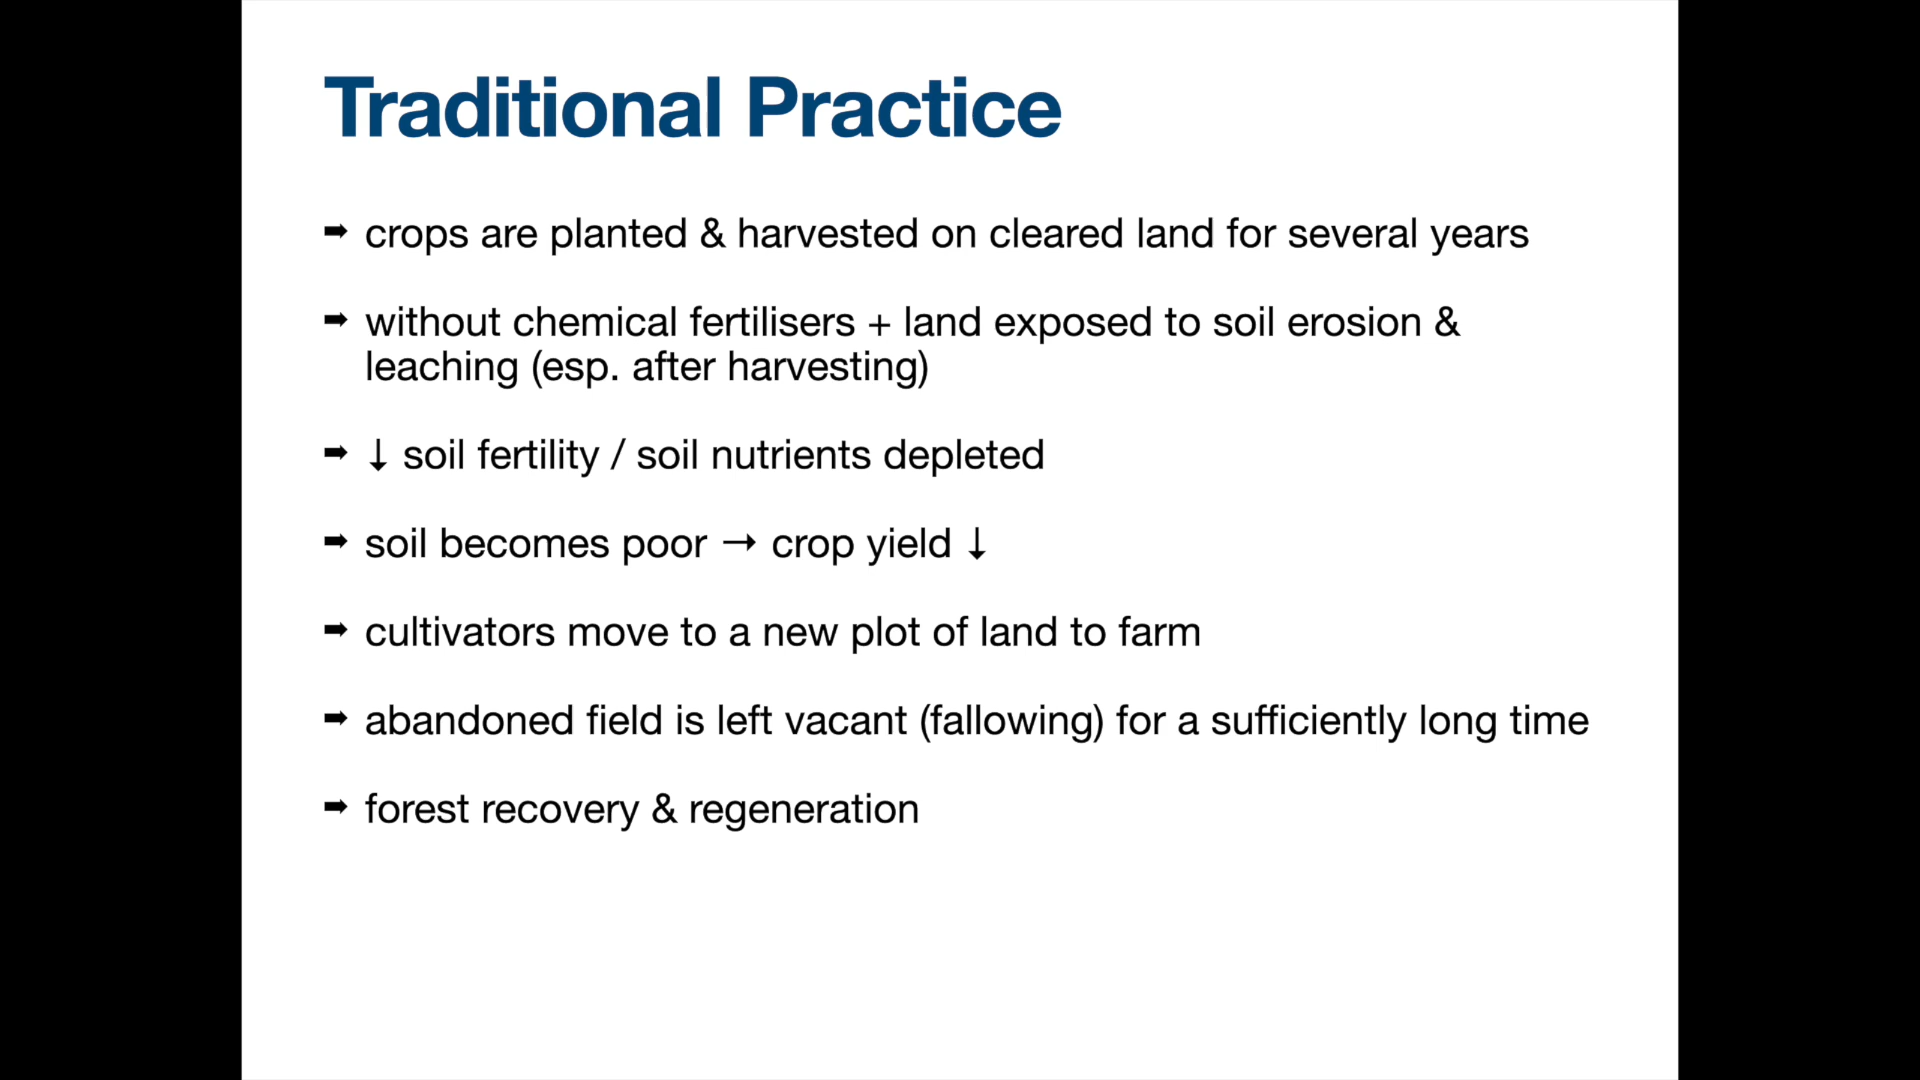 Traditional Practice
➡ crops are planted & harvested on cleared land for several years
➡ without chemical fertilisers + land exposed to soil erosion &
leaching (esp. after harvesting)
➡ ↓ soil fertility / soil nutrients depleted
➡ soil becomes poor → crop yield ↓
➡ cultivators move to a new plot of land to farm
➡ abandoned field is left vacant (fallowing) for a sufficiently long time
➡ forest recovery & regeneration